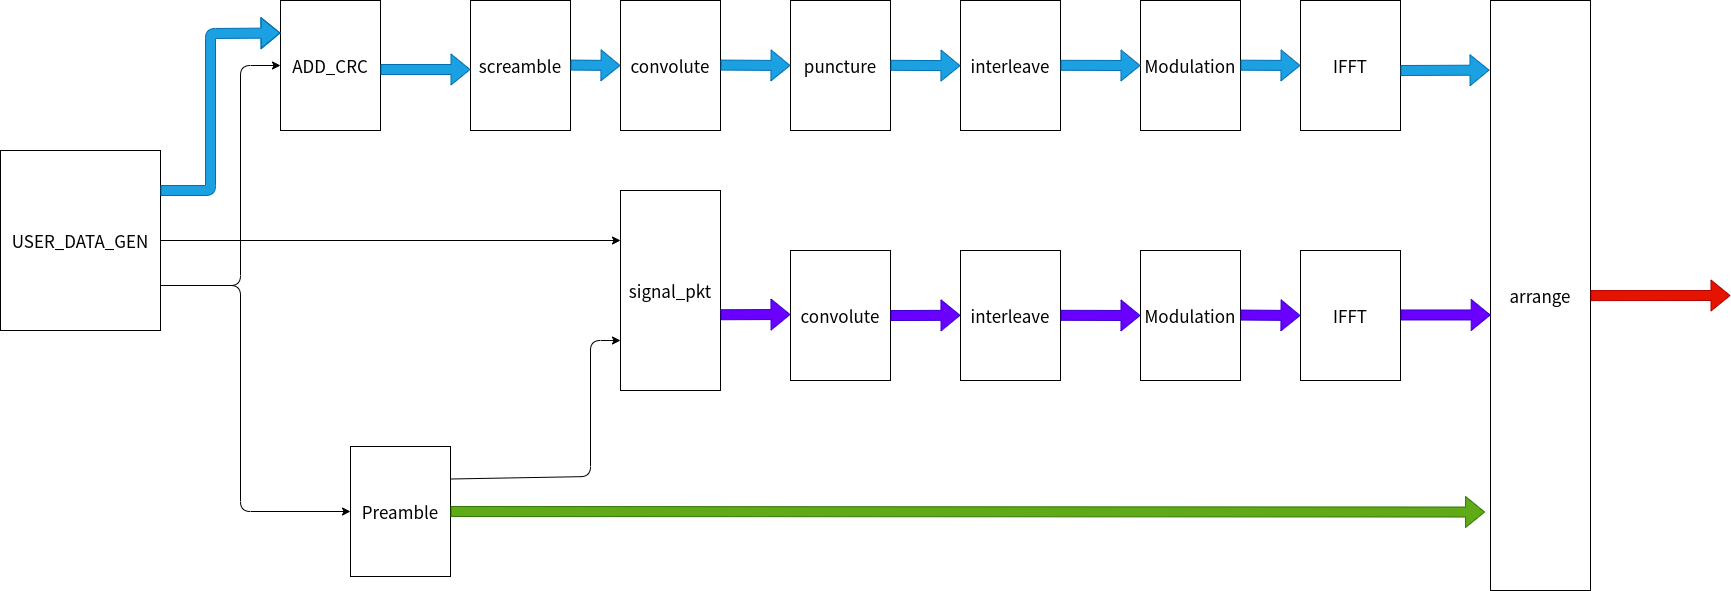 ADD_CRC
screamble
convolute
puncture
interleave
Modulation
IFFT
USER_DATA_GEN
signal_pkt
convolute
interleave
Modulation
IFFT
arrange
Preamble